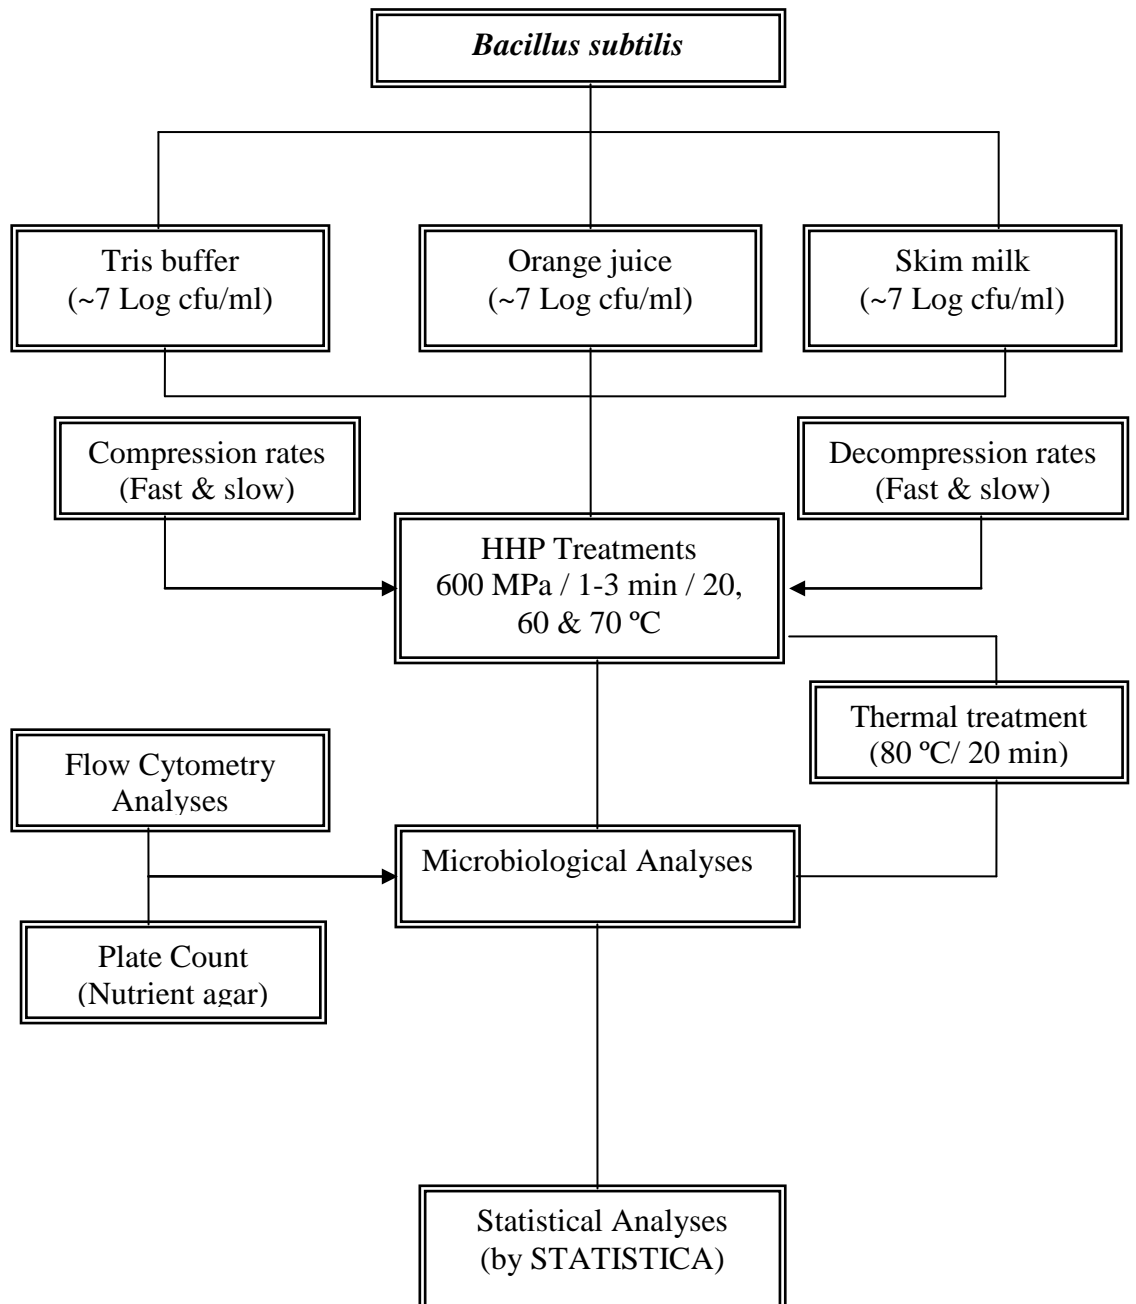 Bacillus subtilis
Tris buffer
(~7 Log cfu/ml)
Orange juice
(~7 Log cfu/ml)
Skim milk
(~7 Log cfu/ml)
Compression rates
(Fast & slow)
Decompression rates
(Fast & slow)
HHP Treatments
600 MPa / 1-3 min / 20,
60 & 70 ºC
Thermal treatment
(80 ºC/ 20 min)
Flow Cytometry
Analyses
Microbiological Analyses
Plate Count
(Nutrient agar)
Statistical Analyses
(by STATISTICA)